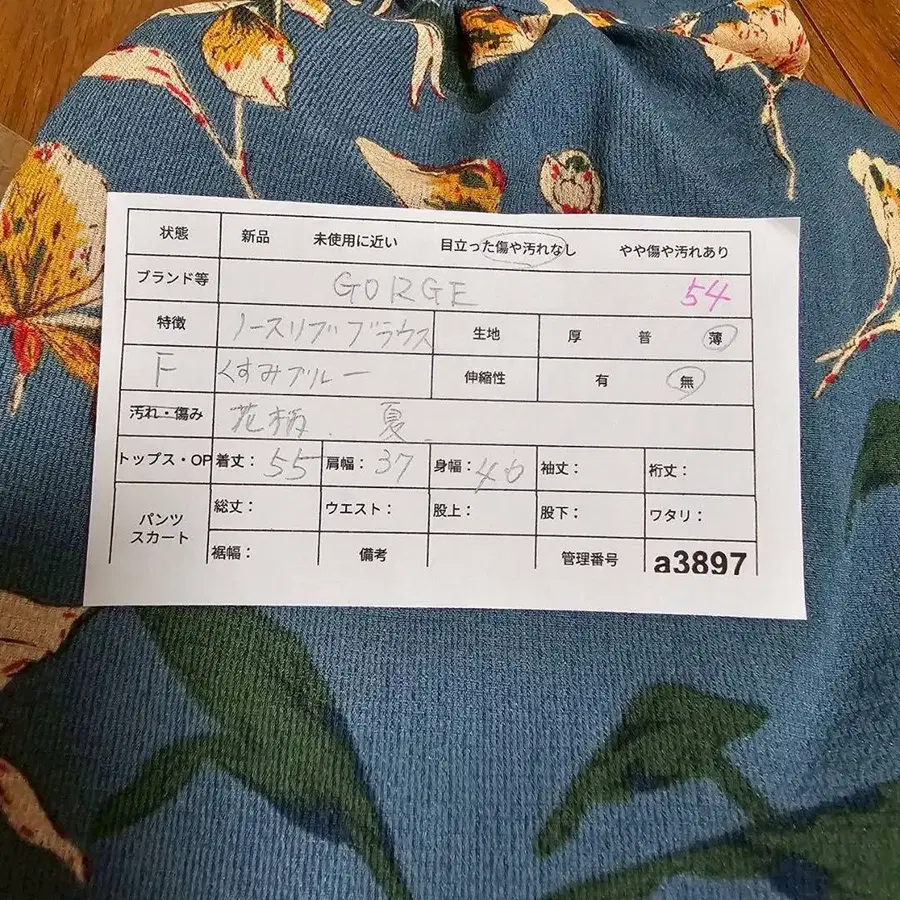 状態 新品 未使用に近い 目立った傷や汚れなし やや傷や汚れあり
ブランド等 GORGE 54
特徴 ノースリブブラウス 生地 厚 普 薄
F くすみブルー 伸縮性 有 無
汚れ・傷み 花柄. 夏.
トップス・OP 着丈: 55 肩幅: 37 身幅: 46 袖丈: 裄丈:
パンツ 総丈: ウエスト: 股上: 股下: ワタリ:
スカート
裾幅: 備考 管理番号 a3897